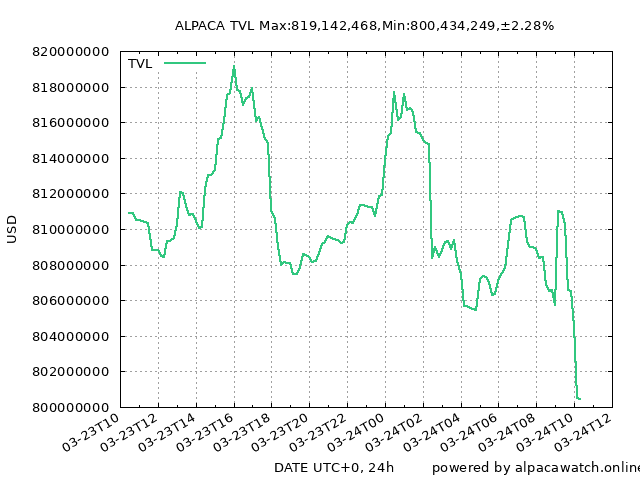 ALPACA TVL Max:819,142,468,Min:800,434,249,±2.28%
TVL
820000000
818000000
816000000
814000000
812000000
810000000
808000000
806000000
804000000
802000000
800000000
USD
03-23T10
03-23T12
03-23T14
03-23T16
03-23T18
03-23T20
03-23T22
03-24T00
03-24T02
03-24T04
03-24T06
03-24T08
03-24T10
03-24T12
DATE UTC+0, 24h
powered by alpacawatch.online